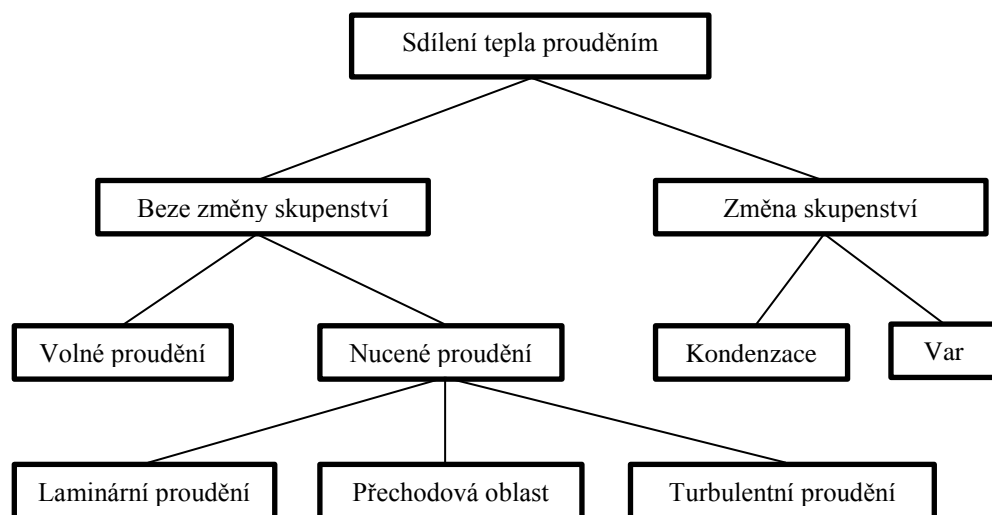 Sdílení tepla prouděním
Beze změny skupenství
Změna skupenství
Volné proudění
Nucené proudění
Kondenzace
Var
Laminární proudění
Přechodová oblast
Turbulentní proudění